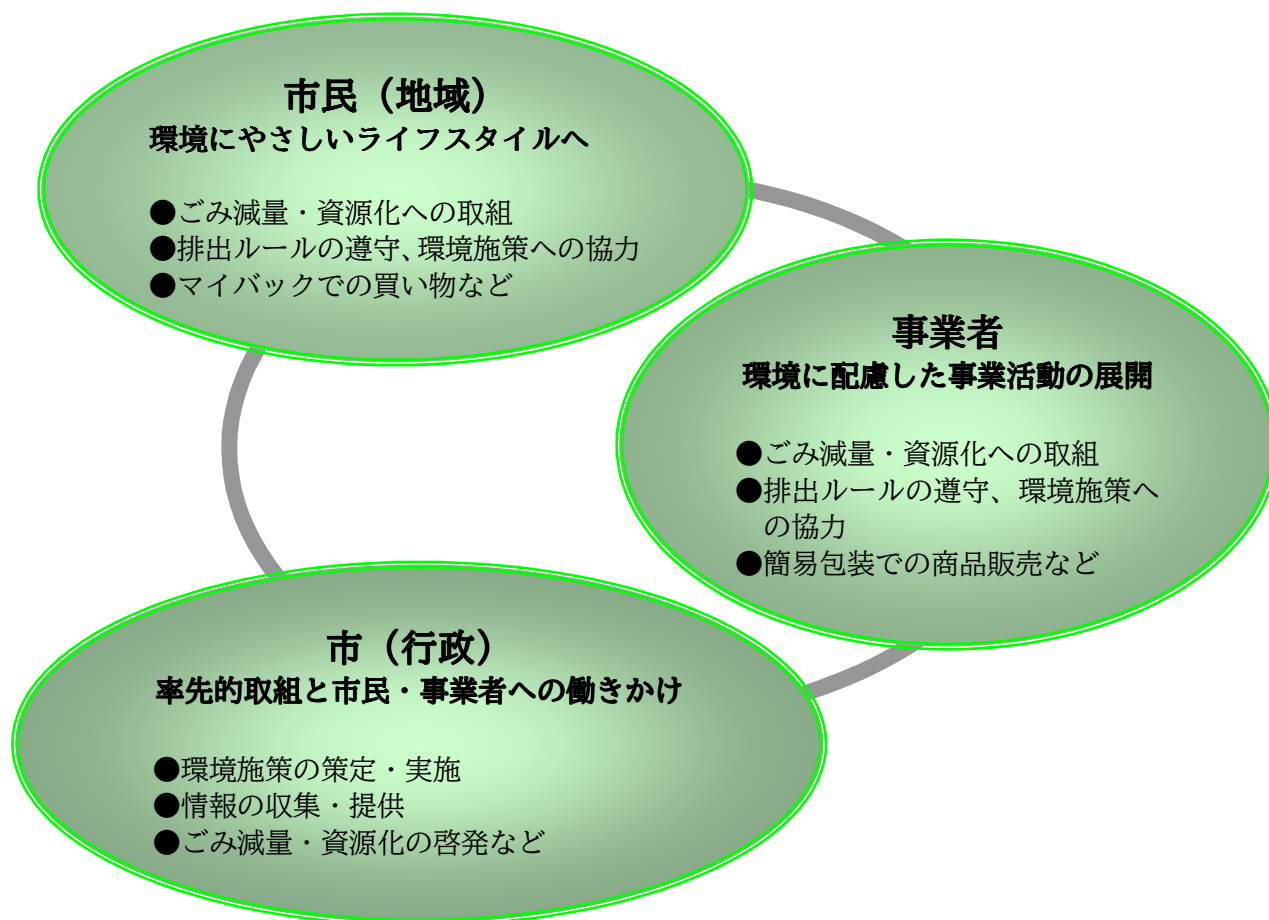 市民（地域）
環境にやさしいライフスタイルへ
●ごみ減量・資源化への取組
●排出ルールの遵守、環境施策への協力
●マイバックでの買い物など
事業者
環境に配慮した事業活動の展開
●ごみ減量・資源化への取組
●排出ルールの遵守、環境施策へ
の協力
●簡易包装での商品販売など
市（行政）
率先的取組と市民・事業者への働きかけ
●環境施策の策定・実施
●情報の収集・提供
●ごみ減量・資源化の啓発など